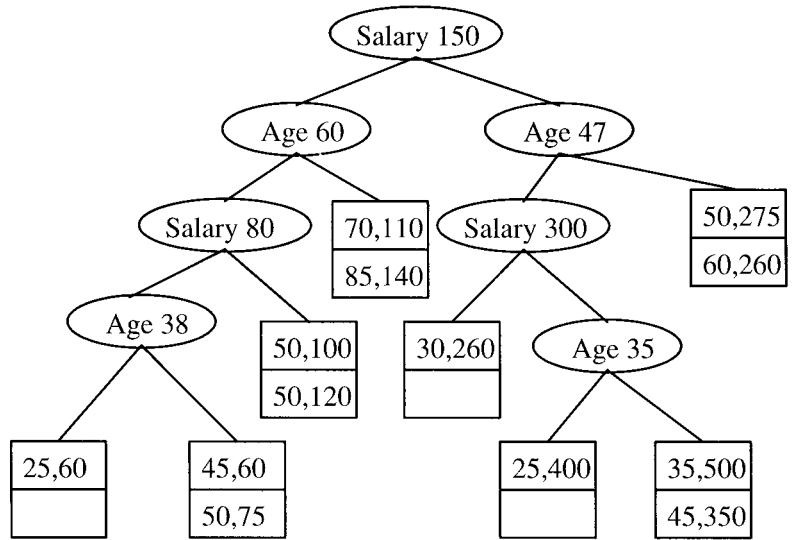 Salary 150
Age 60
Age 47
Salary 80
70,110
85,140
Salary 300
50,275
60,260
Age 38
50,100
50,120
30,260
Age 35
25,60
45,60
50,75
25,400
35,500
45,350